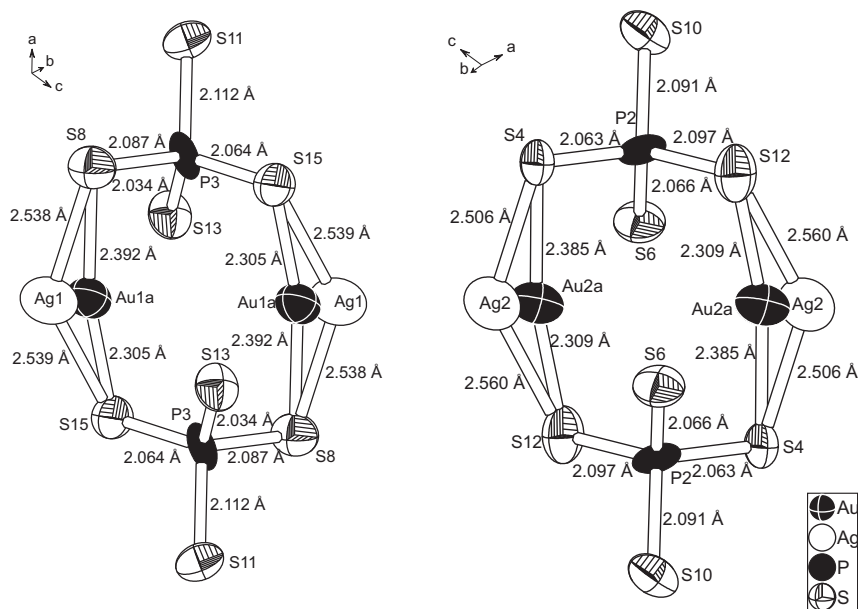 S11
a
b
c
2.112 Å
S8
2.087 Å
2.064 Å
S15
2.034 Å
P3
2.538 Å
S13
2.539 Å
2.392 Å
2.305 Å
Ag1
Au1a
Au1a
Ag1
2.392 Å
2.539 Å
2.305 Å
S13
2.538 Å
S15
P3
2.034 Å
2.064 Å
2.087 Å
S8
2.112 Å
S11
S10
c
a
b
2.091 Å
S4
P2
2.063 Å
2.097 Å
S12
2.066 Å
2.506 Å
S6
2.560 Å
2.385 Å
2.309 Å
Ag2
Au2a
Au2a
Ag2
2.309 Å
2.385 Å
2.560 Å
S6
2.506 Å
2.066 Å
S12
S4
2.097 Å
P2
2.063 Å
2.091 Å
S10
Au
Ag
P
S